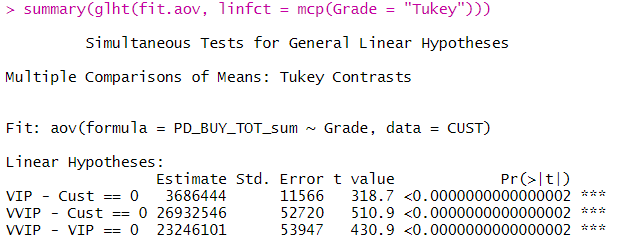 > summary(glht(fit.aov, linfct = mcp(Grade = "Tukey")))
Simultaneous Tests for General Linear Hypotheses
Multiple Comparisons of Means: Tukey Contrasts
Fit: aov(formula = PD_BUY_TOT_sum ~ Grade, data = CUST)
Linear Hypotheses:
Estimate Std. Error t value Pr(>|t|)
VIP - Cust == 0 3686444 11566 318.7 <0.0000000000000002 ***
VVIP - Cust == 0 26932546 52720 510.9 <0.0000000000000002 ***
VVIP - VIP == 0 23246101 53947 430.9 <0.0000000000000002 ***